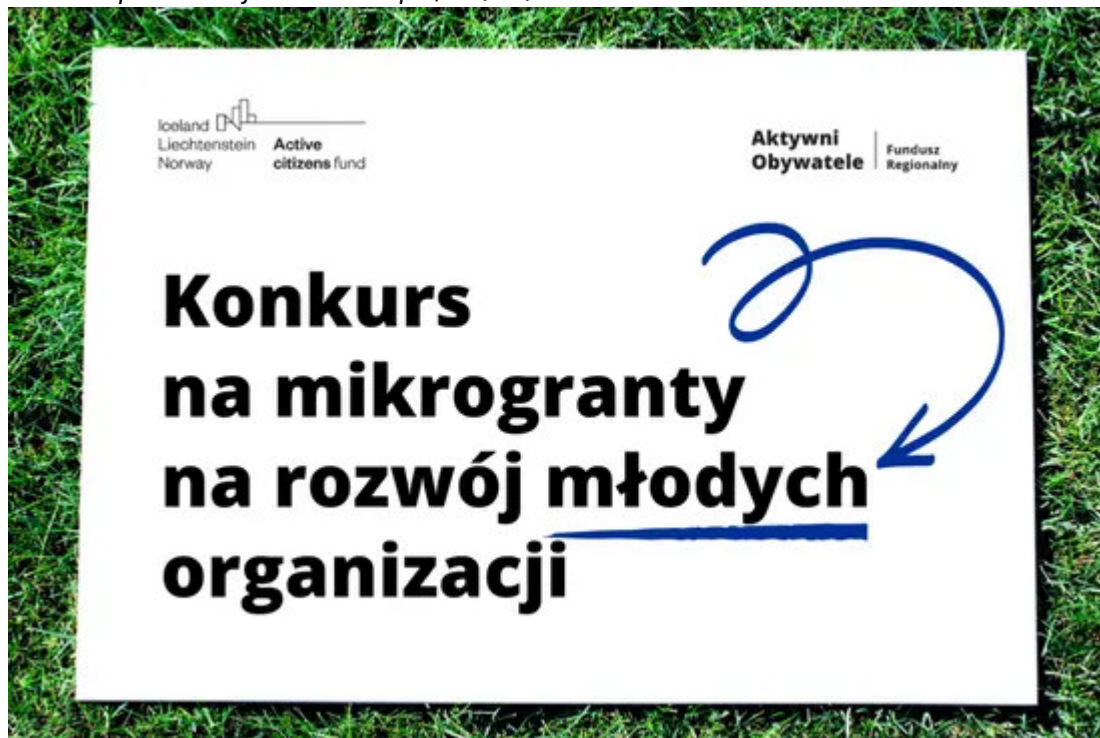 Iceland
Liechtenstein Active
Norway citizens fund
Aktywni Fundusz
Obywatele Regionalny
Konkurs
na mikrogranty
na rozwój młodych
organizacji